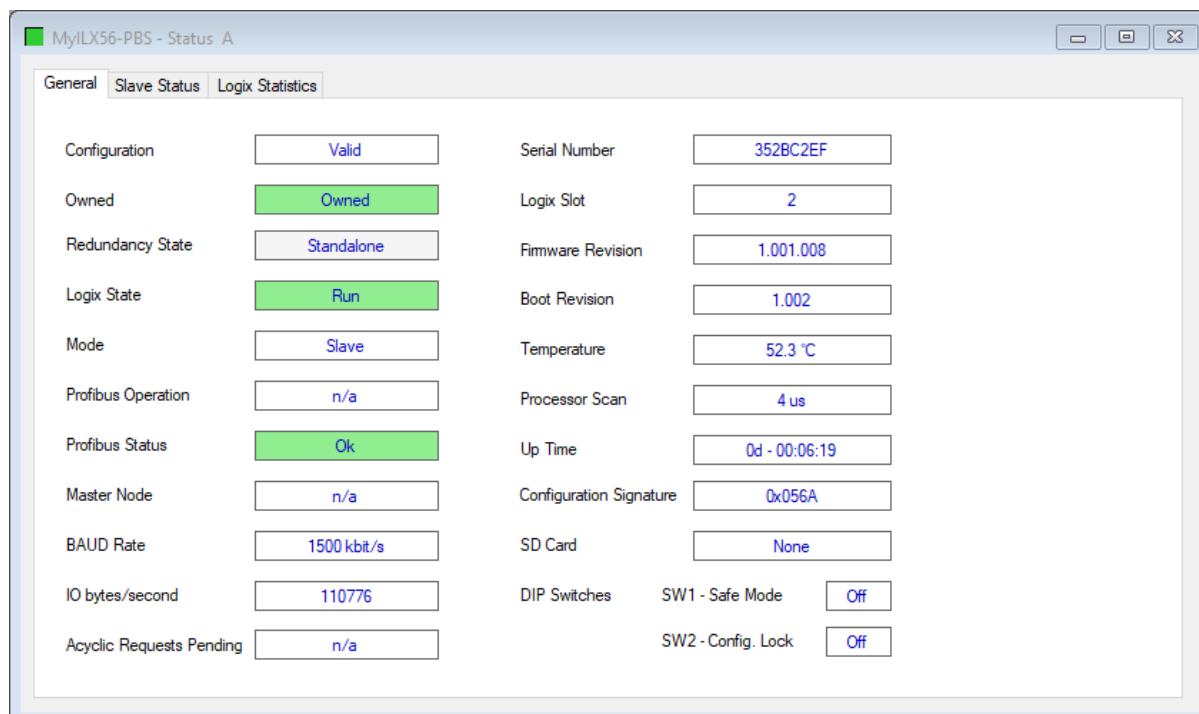 MyILX56-PBS - Status A
General Slave Status Logix Statistics
Configuration Valid Serial Number 352BC2EF
Owned Owned Logix Slot 2
Redundancy State Standalone Firmware Revision 1.001.008
Logix State Run Boot Revision 1.002
Mode Slave Temperature 52.3 °C
Profibus Operation n/a Processor Scan 4 us
Profibus Status Ok Up Time 0d - 00:06:19
Master Node n/a Configuration Signature 0x056A
BAUD Rate 1500 kbit/s SD Card None
IO bytes/second 110776 DIP Switches SW1 - Safe Mode Off
Acyclic Requests Pending n/a SW2 - Config. Lock Off